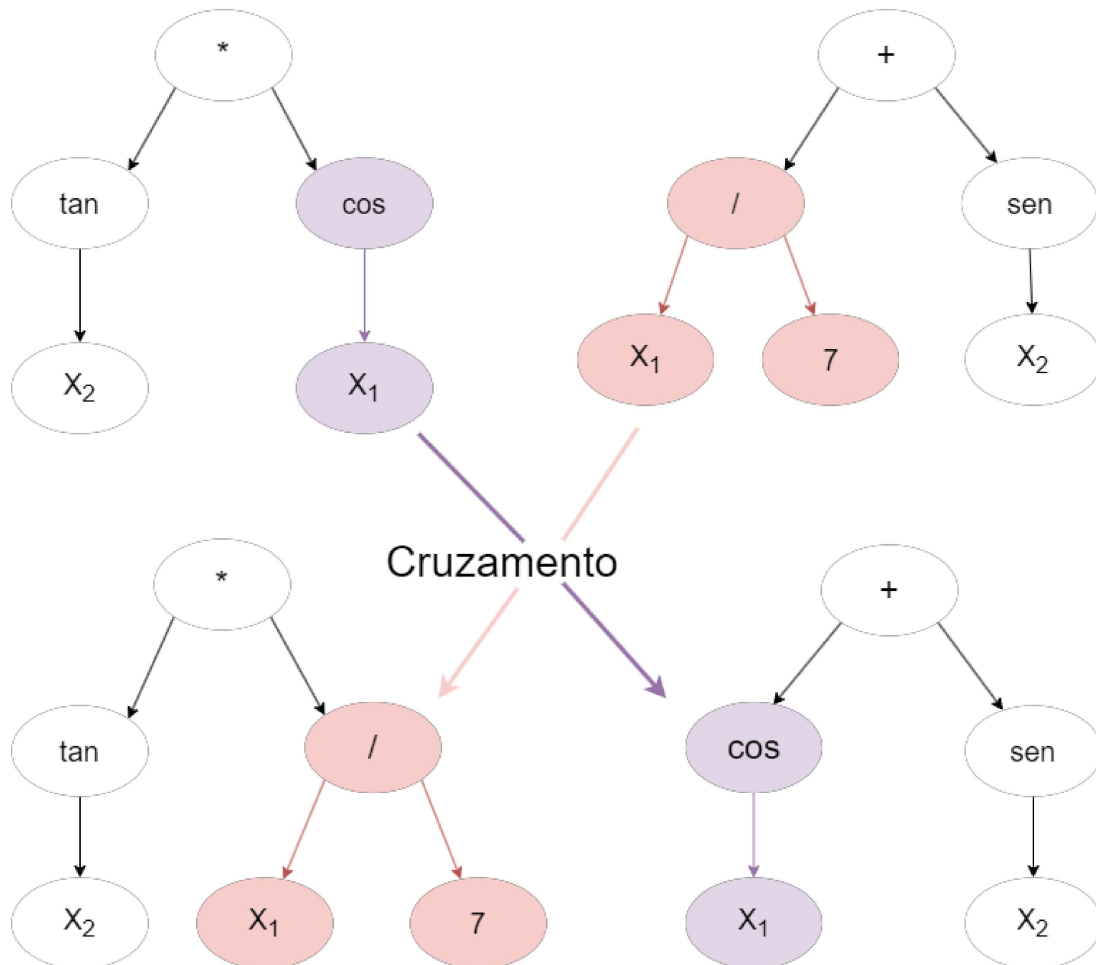 * +
tan cos / sen
X₂ X₁ X₁ 7 X₂
Cruzamento
* +
tan / cos sen
X₂ X₁ 7 X₁ X₂